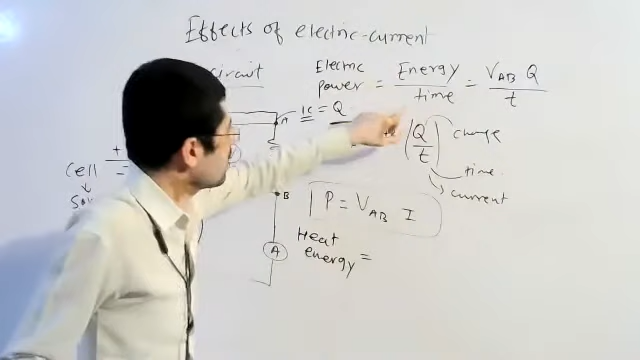 Effects of electric current
circuit
Electric power = Energy / time = V_AB Q / t
A 1C = Q
(Q / t) charge
time
current
cell + -
B
P = V_AB I
A
Heat energy =